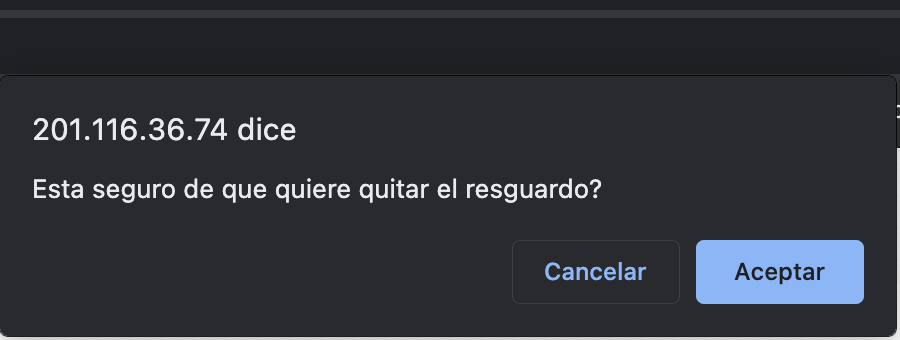 201.116.36.74 dice
Esta seguro de que quiere quitar el resguardo?
Cancelar
Aceptar